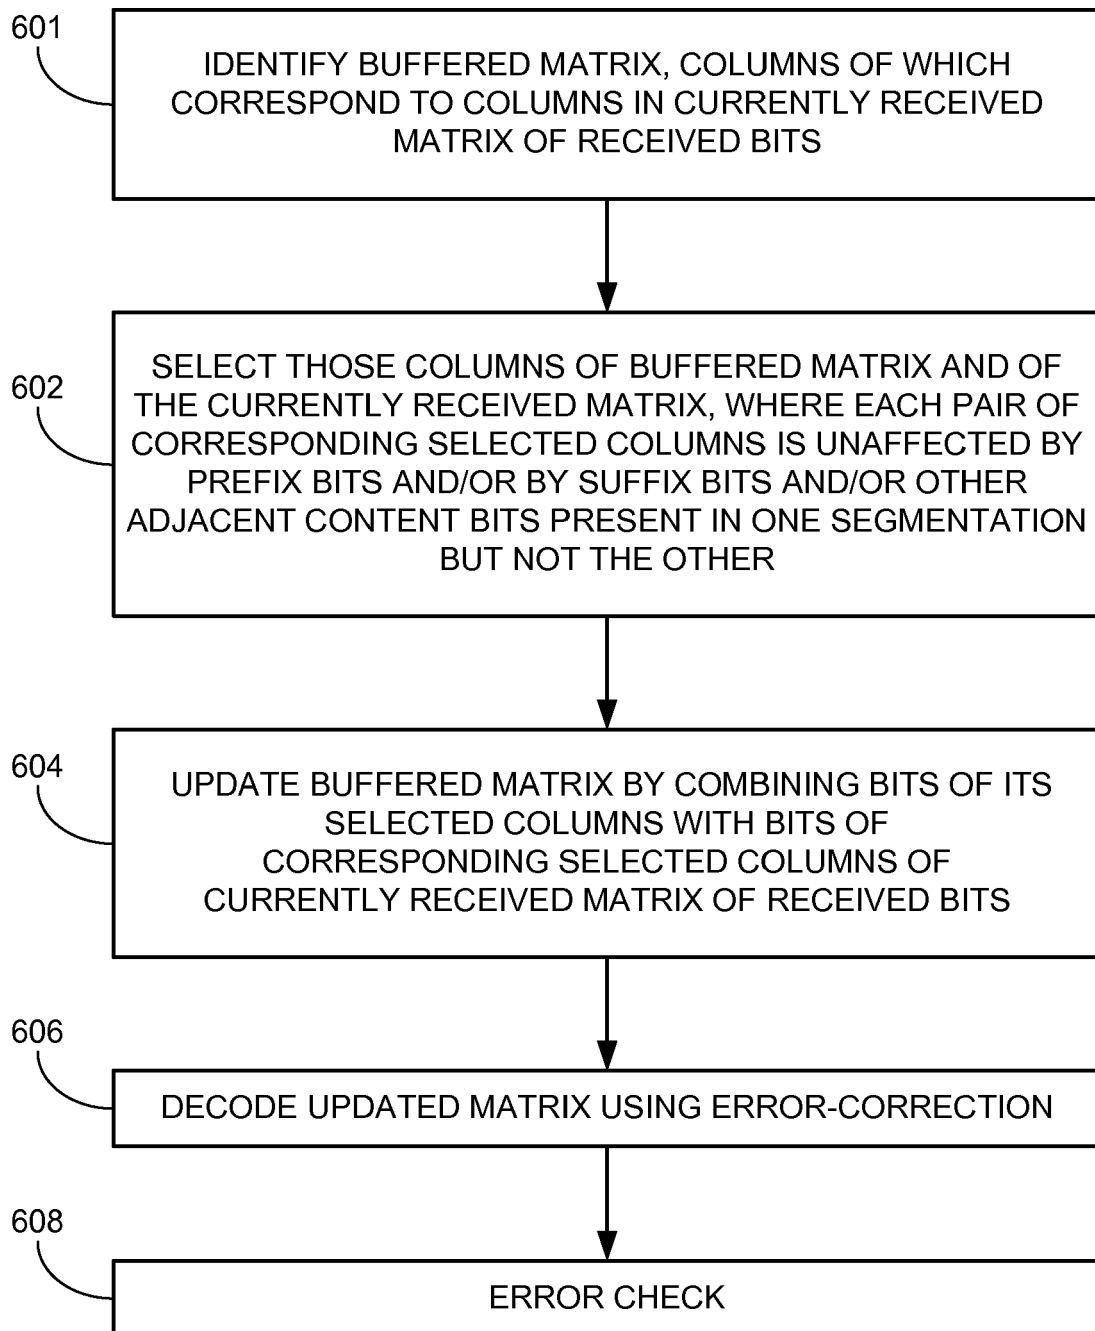 601
IDENTIFY BUFFERED MATRIX, COLUMNS OF WHICH
CORRESPOND TO COLUMNS IN CURRENTLY RECEIVED
MATRIX OF RECEIVED BITS
602
SELECT THOSE COLUMNS OF BUFFERED MATRIX AND OF
THE CURRENTLY RECEIVED MATRIX, WHERE EACH PAIR OF
CORRESPONDING SELECTED COLUMNS IS UNAFFECTED BY
PREFIX BITS AND/OR BY SUFFIX BITS AND/OR OTHER
ADJACENT CONTENT BITS PRESENT IN ONE SEGMENTATION
BUT NOT THE OTHER
604
UPDATE BUFFERED MATRIX BY COMBINING BITS OF ITS
SELECTED COLUMNS WITH BITS OF
CORRESPONDING SELECTED COLUMNS OF
CURRENTLY RECEIVED MATRIX OF RECEIVED BITS
606
DECODE UPDATED MATRIX USING ERROR-CORRECTION
608
ERROR CHECK